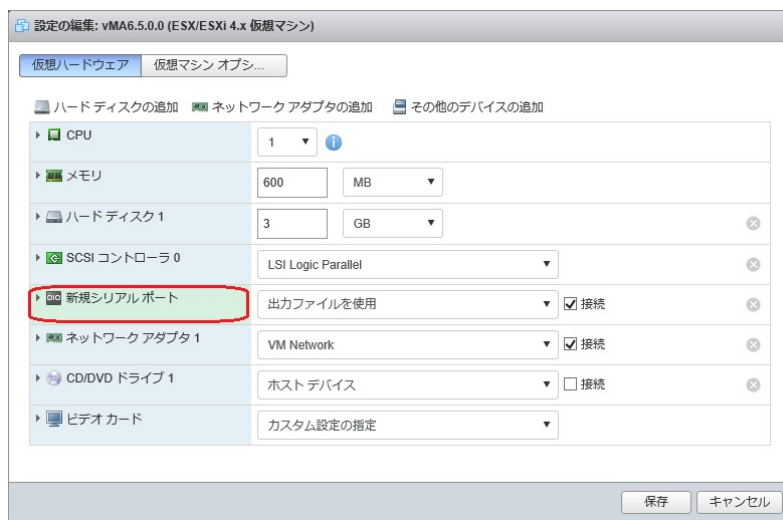 設定の編集: vMA6.5.0.0 (ESX/ESXi 4.x 仮想マシン)
仮想ハードウェア 仮想マシン オプシ...
ハード ディスクの追加 ネットワーク アダプタの追加 その他のデバイスの追加
CPU 1
メモリ 600 MB
ハード ディスク 1 3 GB
SCSI コントローラ 0 LSI Logic Parallel
新規シリアル ポート 出力ファイルを使用 接続
ネットワーク アダプタ 1 VM Network 接続
CD/DVD ドライブ 1 ホスト デバイス 接続
ビデオ カード カスタム設定の指定
保存 キャンセル